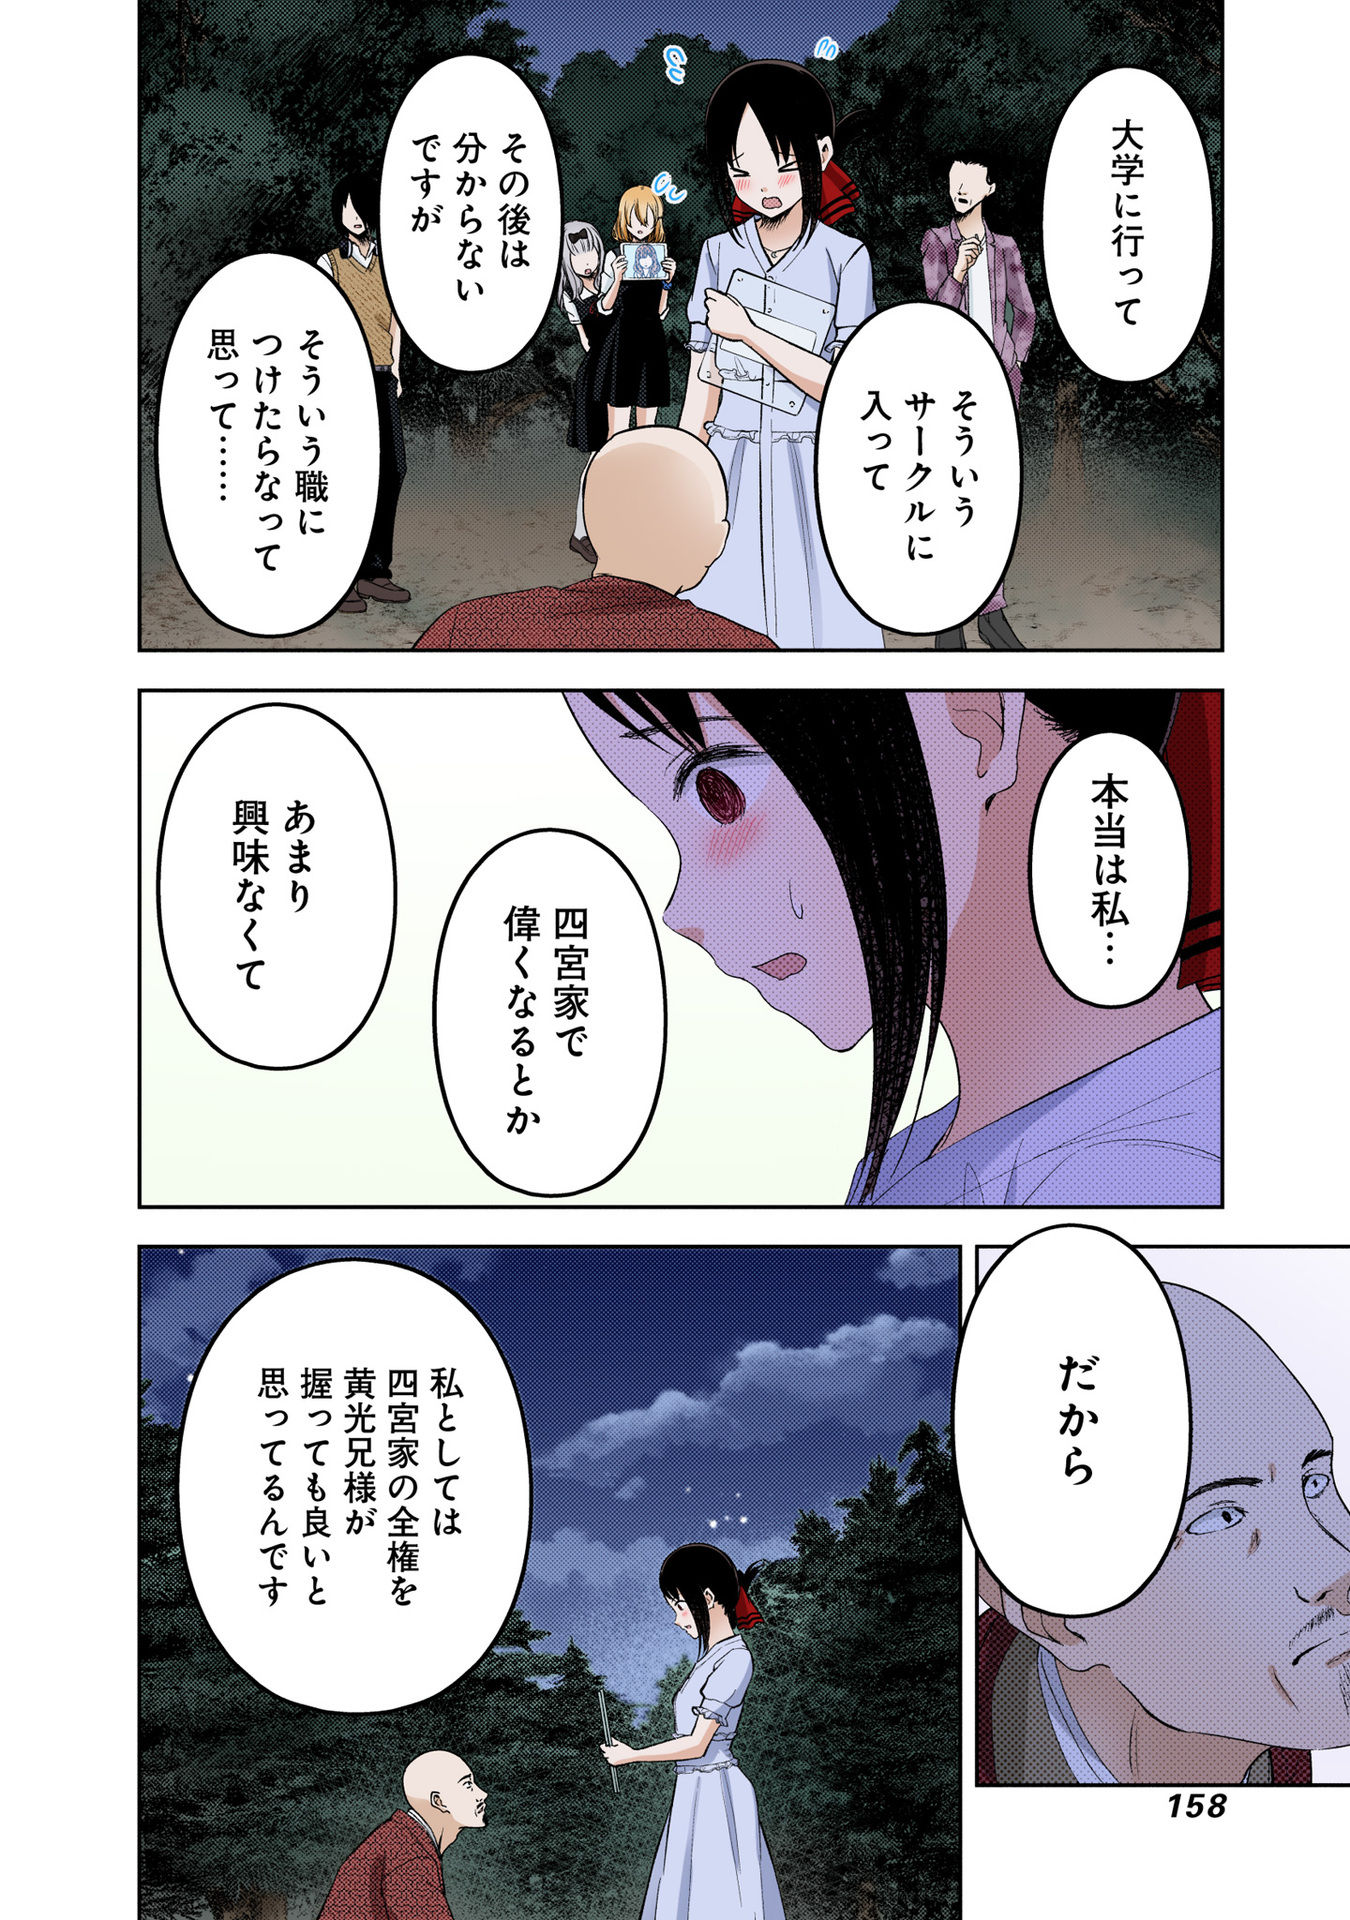 大学に行って
そういう
サークルに
入って
その後は
分からない
ですが
そういう職に
つけたらなって
思って……
本当は私…
四宮家で
偉くなるとか
あまり
興味なくて
だから
私としては
四宮家の全権を
黄光兄様が
握っても良いと
思ってるんです
158